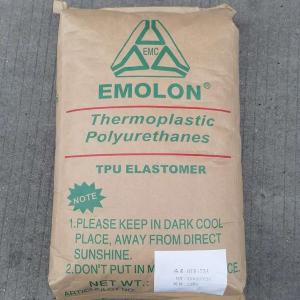 EMC
EMOLON®
Thermoplastic
Polyurethanes
TPU ELASTOMER
NOTE
1.PLEASE KEEP IN DARK COOL
PLACE, AWAY FROM DIRECT
SUNSHINE.
2.DON'T PUT IN
NET WT.: